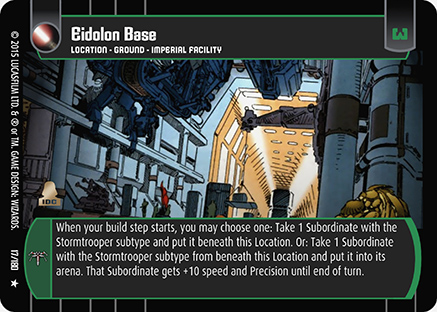 Eidolon Base
LOCATION - GROUND - IMPERIAL FACILITY
When your build step starts, you may choose one: Take 1 Subordinate with the
Stormtrooper subtype and put it beneath this Location. Or: Take 1 Subordinate
with the Stormtrooper subtype from beneath this Location and put it into its
arena. That Subordinate gets +10 speed and Precision until end of turn.
© 2015 LUCASFILM LTD. & ® or TM. GAME DESIGN: WIZARDS.
17/180